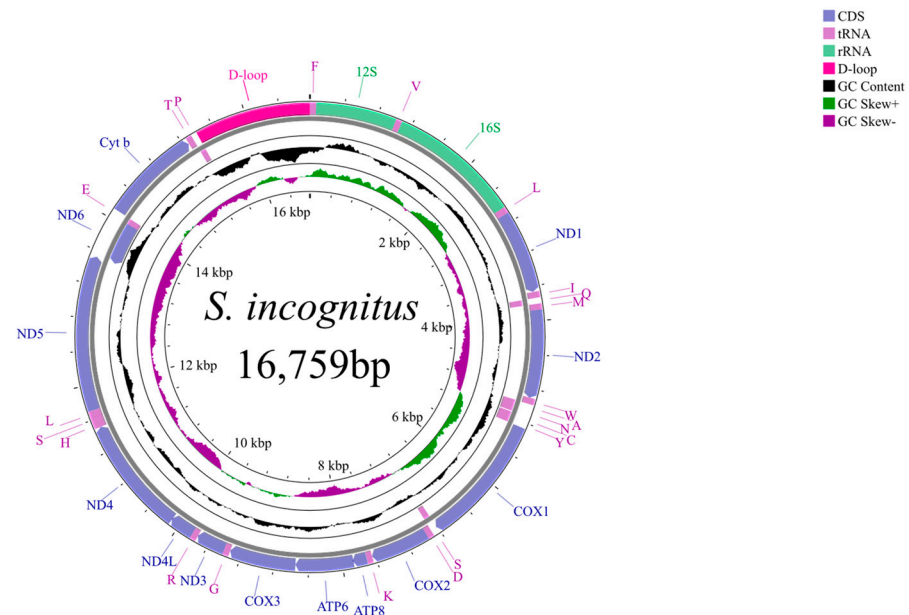 CDS
tRNA
rRNA
D-loop
GC Content
GC Skew+
GC Skew-
D-loop
F
12S
V
16S
L
ND1
I
Q
M
ND2
W
A
N
C
Y
COX1
S
D
COX2
K
ATP8
ATP6
COX3
G
ND3
R
ND4L
ND4
H
S
L
ND5
ND6
E
Cyt b
T
P
16 kbp
2 kbp
4 kbp
6 kbp
8 kbp
10 kbp
12 kbp
14 kbp
S. incognitus
16,759bp